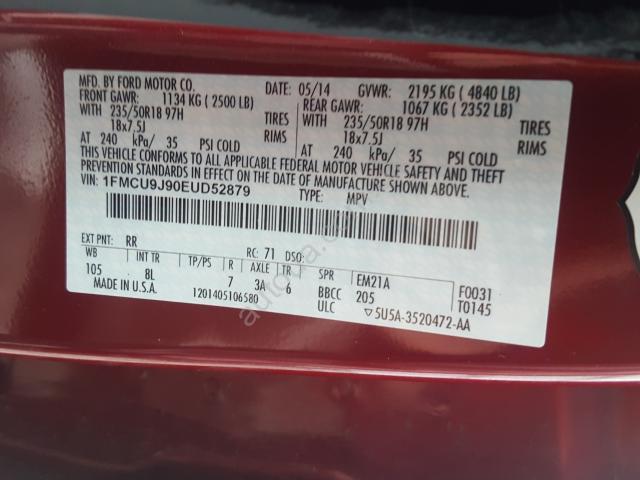 MFD. BY FORD MOTOR CO.
DATE: 05/14 GVWR: 2195 KG ( 4840 LB)
FRONT GAWR: 1134 KG ( 2500 LB) REAR GAWR: 1067 KG ( 2352 LB)
WITH 235/50R18 97H TIRES WITH 235/50R18 97H TIRES
18x7.5J RIMS 18x7.5J RIMS
AT 240 kPa/ 35 PSI COLD AT 240 kPa/ 35 PSI COLD
THIS VEHICLE CONFORMS TO ALL APPLICABLE FEDERAL MOTOR VEHICLE SAFETY AND THEFT
PREVENTION STANDARDS IN EFFECT ON THE DATE OF MANUFACTURE SHOWN ABOVE.
VIN: 1FMCU9J90EUD52879
TYPE: MPV
EXT PNT: RR RC: 71 DSO:
WB INT TR TP/PS R AXLE TR SPR EM21A F0031
105 8L 7 3A 6 BBCC 205 T0145
MADE IN U.S.A. 1201405106580 ULC ▽5U5A-3520472-AA